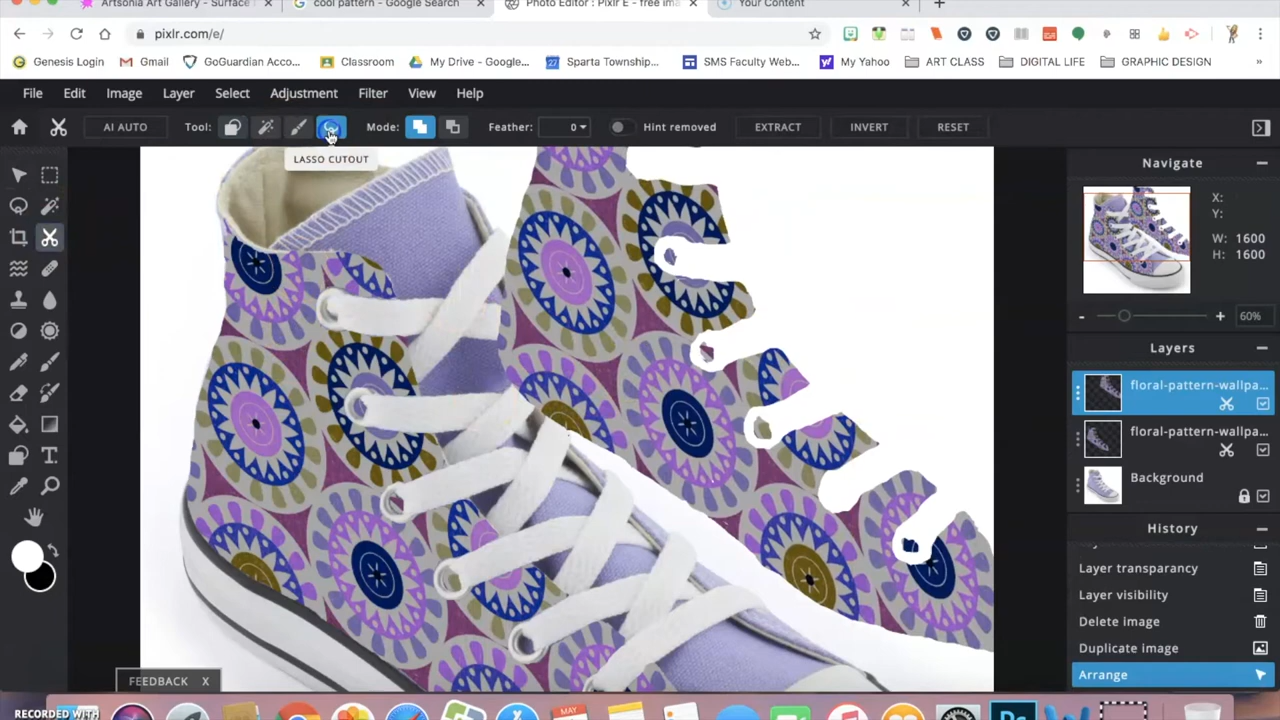 Artsonia Art Gallery - Surface
cool pattern - Google Search
Photo Editor : Pixlr E - free ima
Your Content
pixlr.com/e/
Genesis Login
Gmail
GoGuardian Acco...
Classroom
My Drive - Google...
Sparta Township...
SMS Faculty Web...
My Yahoo
ART CLASS
DIGITAL LIFE
GRAPHIC DESIGN
File
Edit
Image
Layer
Select
Adjustment
Filter
View
Help
AI AUTO
Tool:
Mode:
Feather:
0
Hint removed
EXTRACT
INVERT
RESET
LASSO CUTOUT
Navigate
X:
Y:
W: 1600
H: 1600
- + 60%
Layers
floral-pattern-wallpa...
floral-pattern-wallpa...
Background
History
Layer transparancy
Layer visibility
Delete image
Duplicate image
Arrange
FEEDBACK X
RECORDED WITH
MAY